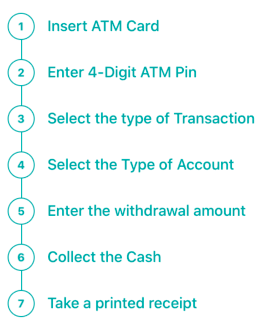 1 Insert ATM Card
2 Enter 4-Digit ATM Pin
3 Select the type of Transaction
4 Select the Type of Account
5 Enter the withdrawal amount
6 Collect the Cash
7 Take a printed receipt